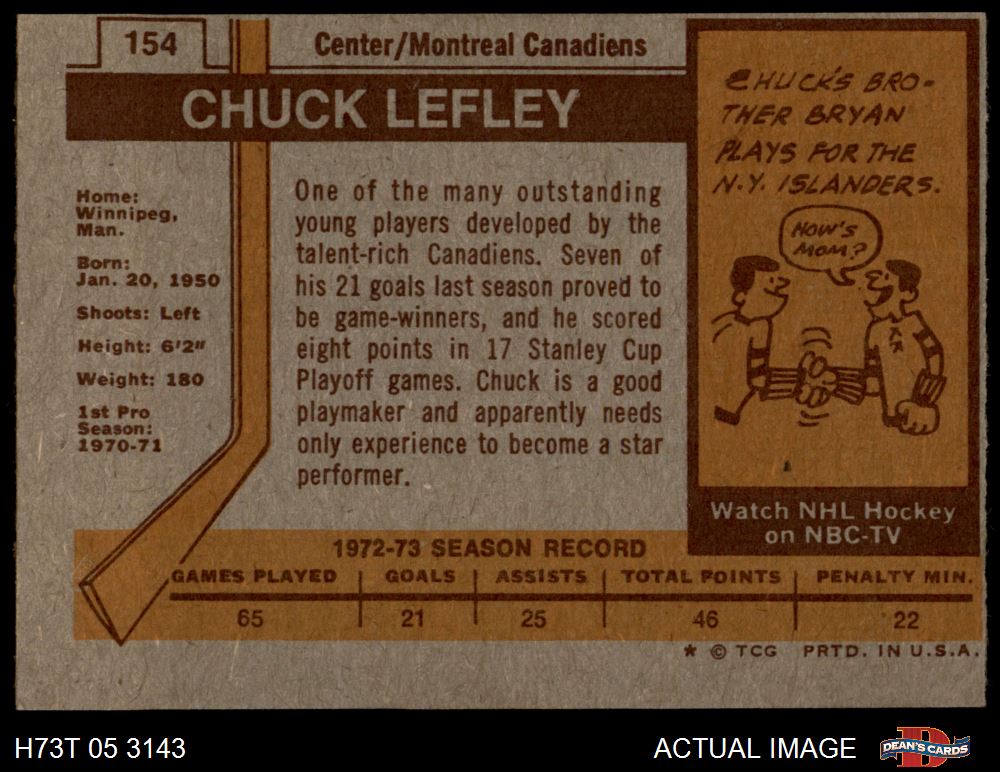 154
Center/Montreal Canadiens
CHUCK LEFLEY
Home:
Winnipeg,
Man.
Born:
Jan. 20, 1950
Shoots: Left
Height: 6'2"
Weight: 180
1st Pro
Season:
1970-71
One of the many outstanding
young players developed by the
talent-rich Canadiens. Seven of
his 21 goals last season proved to
be game-winners, and he scored
eight points in 17 Stanley Cup
Playoff games. Chuck is a good
playmaker and apparently needs
only experience to become a star
performer.
CHUCK'S BRO-
THER BRYAN
PLAYS FOR THE
N.Y. ISLANDERS.
HOW'S
MOM?
Watch NHL Hockey
on NBC-TV
1972-73 SEASON RECORD
GAMES PLAYED GOALS ASSISTS TOTAL POINTS PENALTY MIN.
65 21 25 46 22
* © TCG PRTD. IN U.S.A.
H73T 05 3143
ACTUAL IMAGE
DEAN'S CARDS